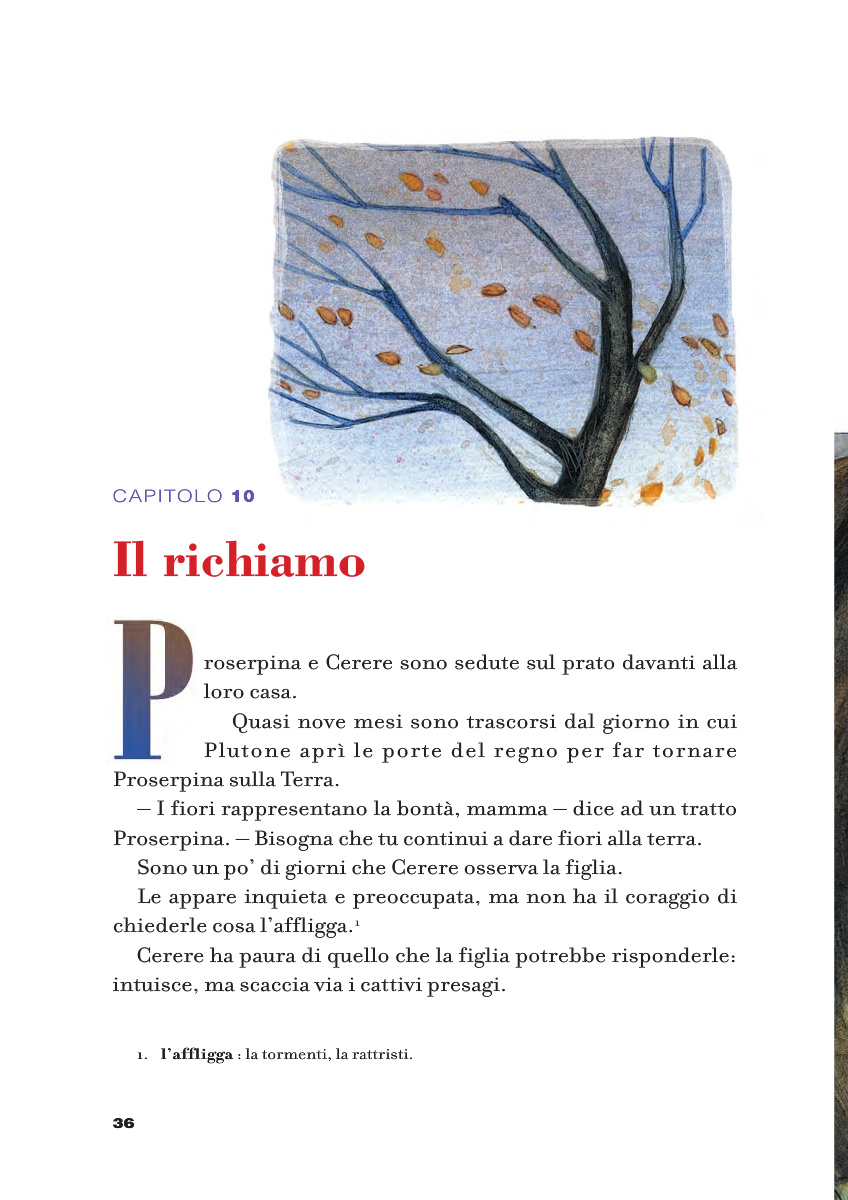 CAPITOLO 10
Il richiamo
Proserpina e Cerere sono sedute sul prato davanti alla
loro casa.
Quasi nove mesi sono trascorsi dal giorno in cui
Plutone aprì le porte del regno per far tornare
Proserpina sulla Terra.
– I fiori rappresentano la bontà, mamma – dice ad un tratto
Proserpina. – Bisogna che tu continui a dare fiori alla terra.
Sono un po’ di giorni che Cerere osserva la figlia.
Le appare inquieta e preoccupata, ma non ha il coraggio di
chiederle cosa l’affligga.¹
Cerere ha paura di quello che la figlia potrebbe risponderle:
intuisce, ma scaccia via i cattivi presagi.
1. l’affligga : la tormenti, la rattristi.
36